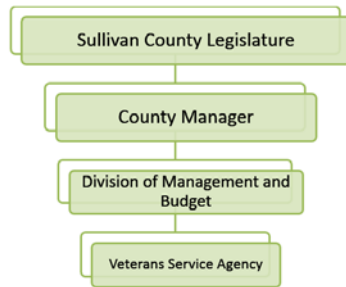 Sullivan County Legislature
County Manager
Division of Management and
Budget
Veterans Service Agency